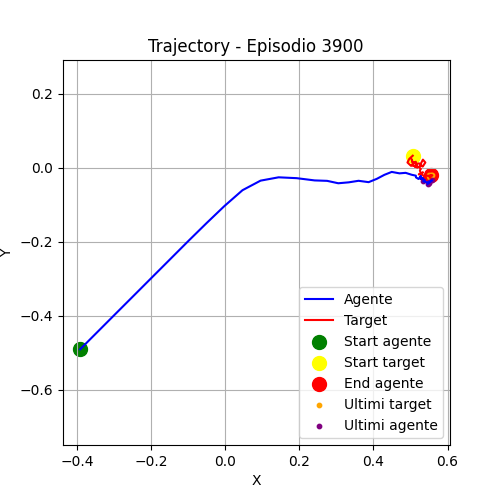 Trajectory - Episodio 3900
0.2
0.0
−0.2
−0.4
−0.6
Y
−0.4
−0.2
0.0
0.2
0.4
0.6
X
Agente
Target
Start agente
Start target
End agente
Ultimi target
Ultimi agente